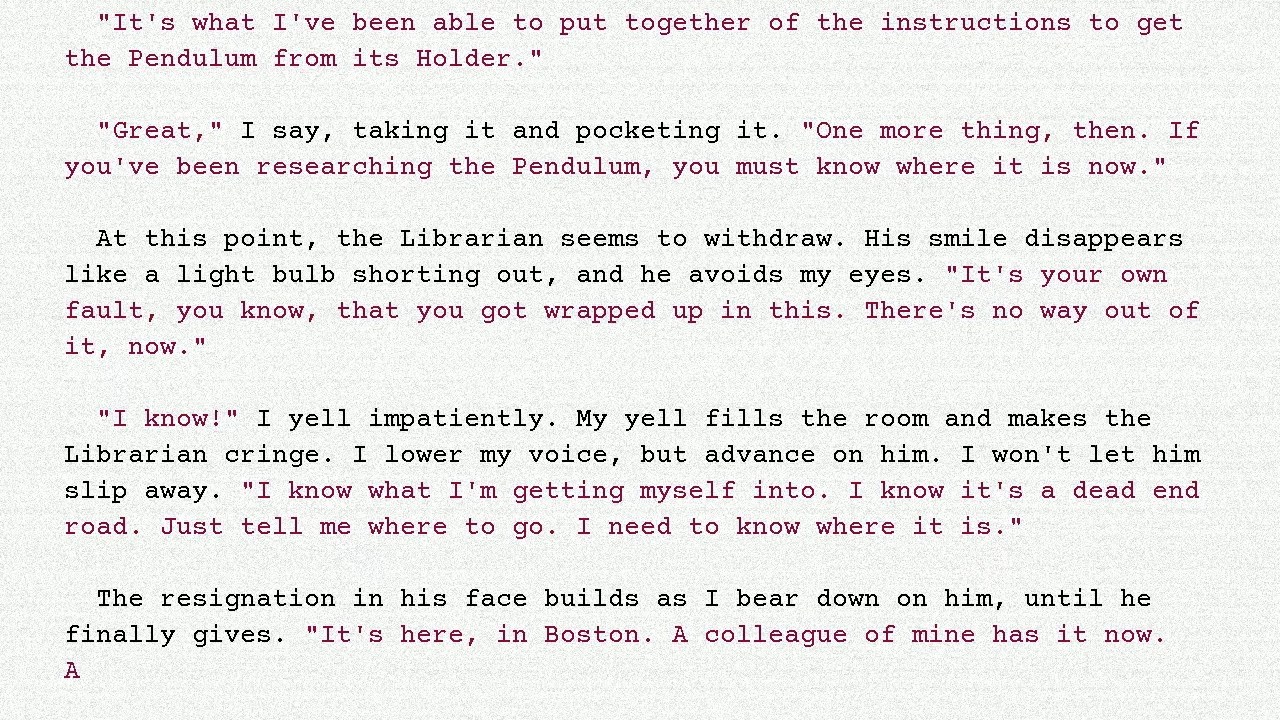 "It's what I've been able to put together of the instructions to get
the Pendulum from its Holder."
"Great," I say, taking it and pocketing it. "One more thing, then. If
you've been researching the Pendulum, you must know where it is now."
At this point, the Librarian seems to withdraw. His smile disappears
like a light bulb shorting out, and he avoids my eyes. "It's your own
fault, you know, that you got wrapped up in this. There's no way out of
it, now."
"I know!" I yell impatiently. My yell fills the room and makes the
Librarian cringe. I lower my voice, but advance on him. I won't let him
slip away. "I know what I'm getting myself into. I know it's a dead end
road. Just tell me where to go. I need to know where it is."
The resignation in his face builds as I bear down on him, until he
finally gives. "It's here, in Boston. A colleague of mine has it now.
A